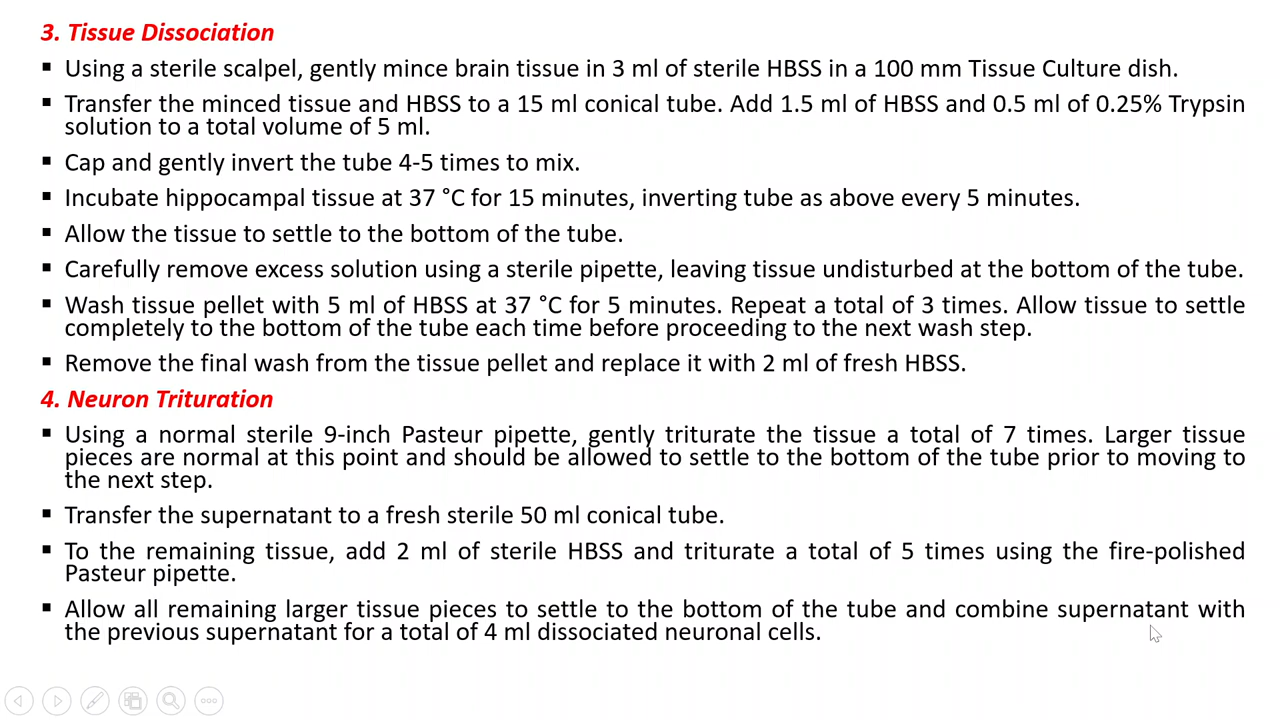 3. Tissue Dissociation
▪ Using a sterile scalpel, gently mince brain tissue in 3 ml of sterile HBSS in a 100 mm Tissue Culture dish.
▪ Transfer the minced tissue and HBSS to a 15 ml conical tube. Add 1.5 ml of HBSS and 0.5 ml of 0.25% Trypsin
solution to a total volume of 5 ml.
▪ Cap and gently invert the tube 4-5 times to mix.
▪ Incubate hippocampal tissue at 37 °C for 15 minutes, inverting tube as above every 5 minutes.
▪ Allow the tissue to settle to the bottom of the tube.
▪ Carefully remove excess solution using a sterile pipette, leaving tissue undisturbed at the bottom of the tube.
▪ Wash tissue pellet with 5 ml of HBSS at 37 °C for 5 minutes. Repeat a total of 3 times. Allow tissue to settle
completely to the bottom of the tube each time before proceeding to the next wash step.
▪ Remove the final wash from the tissue pellet and replace it with 2 ml of fresh HBSS.
4. Neuron Trituration
▪ Using a normal sterile 9-inch Pasteur pipette, gently triturate the tissue a total of 7 times. Larger tissue
pieces are normal at this point and should be allowed to settle to the bottom of the tube prior to moving to
the next step.
▪ Transfer the supernatant to a fresh sterile 50 ml conical tube.
▪ To the remaining tissue, add 2 ml of sterile HBSS and triturate a total of 5 times using the fire-polished
Pasteur pipette.
▪ Allow all remaining larger tissue pieces to settle to the bottom of the tube and combine supernatant with
the previous supernatant for a total of 4 ml dissociated neuronal cells.